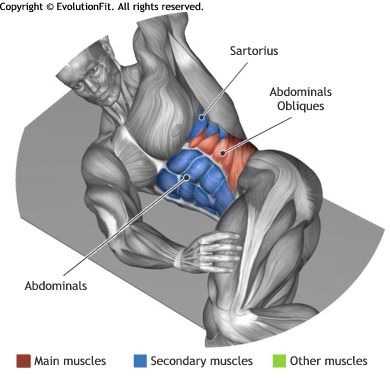 Copyright © EvolutionFit. All rights reserved.
Sartorius
Abdominals
Obliques
Abdominals
Main muscles
Secondary muscles
Other muscles